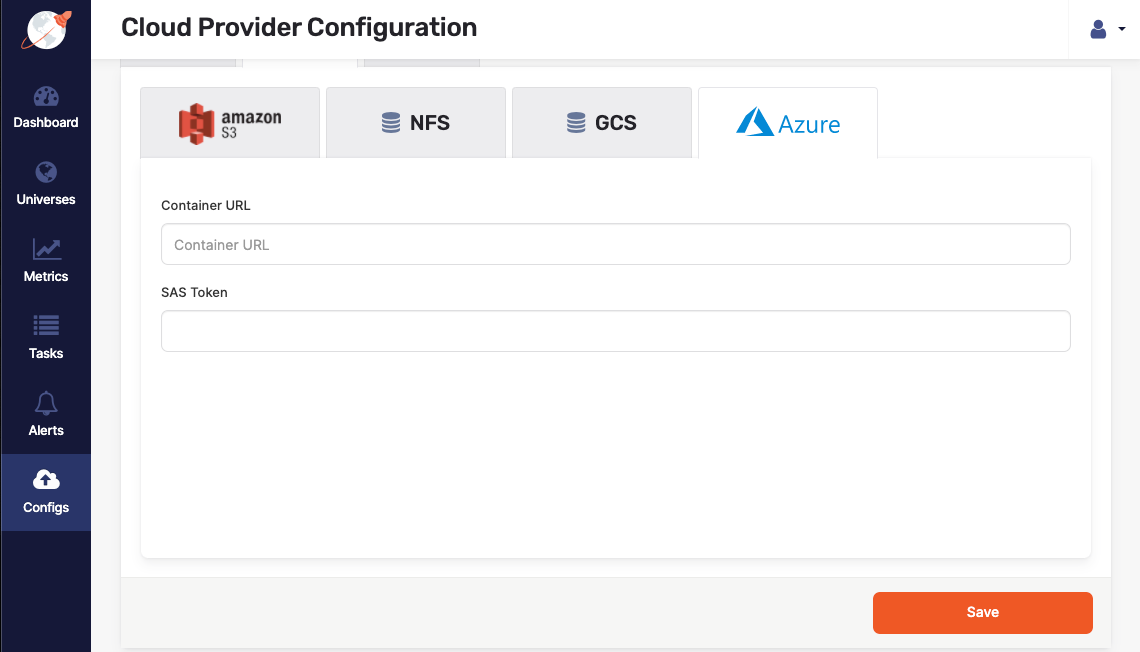 Cloud Provider Configuration
Dashboard
Universes
Metrics
Tasks
Alerts
Configs
amazon
S3
NFS
GCS
Azure
Container URL
Container URL
SAS Token
Save